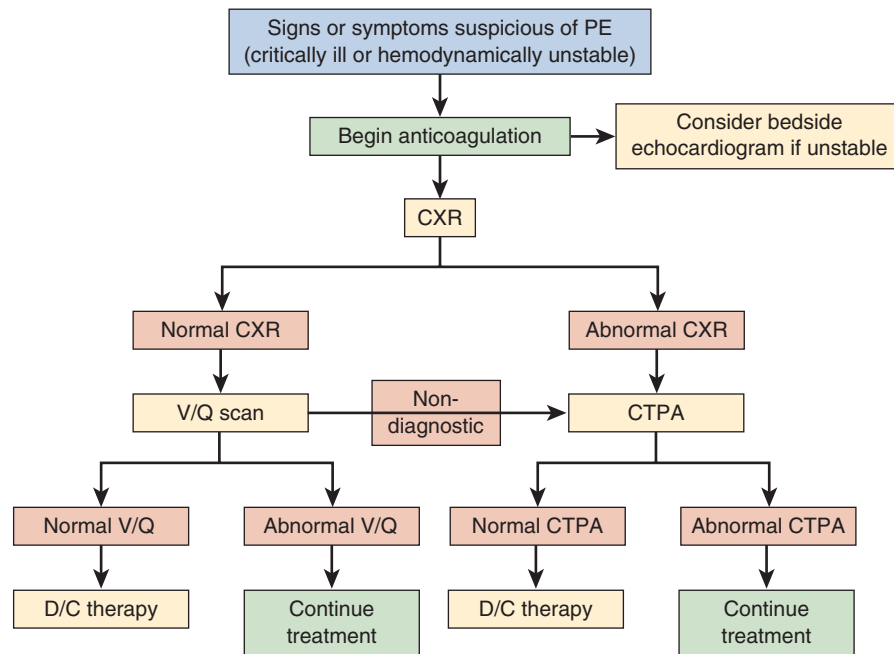 Signs or symptoms suspicious of PE
(critically ill or hemodynamically unstable)
Begin anticoagulation
Consider bedside
echocardiogram if unstable
CXR
Normal CXR
Abnormal CXR
V/Q scan
Non-
diagnostic
CTPA
Normal V/Q
Abnormal V/Q
Normal CTPA
Abnormal CTPA
D/C therapy
Continue
treatment
D/C therapy
Continue
treatment